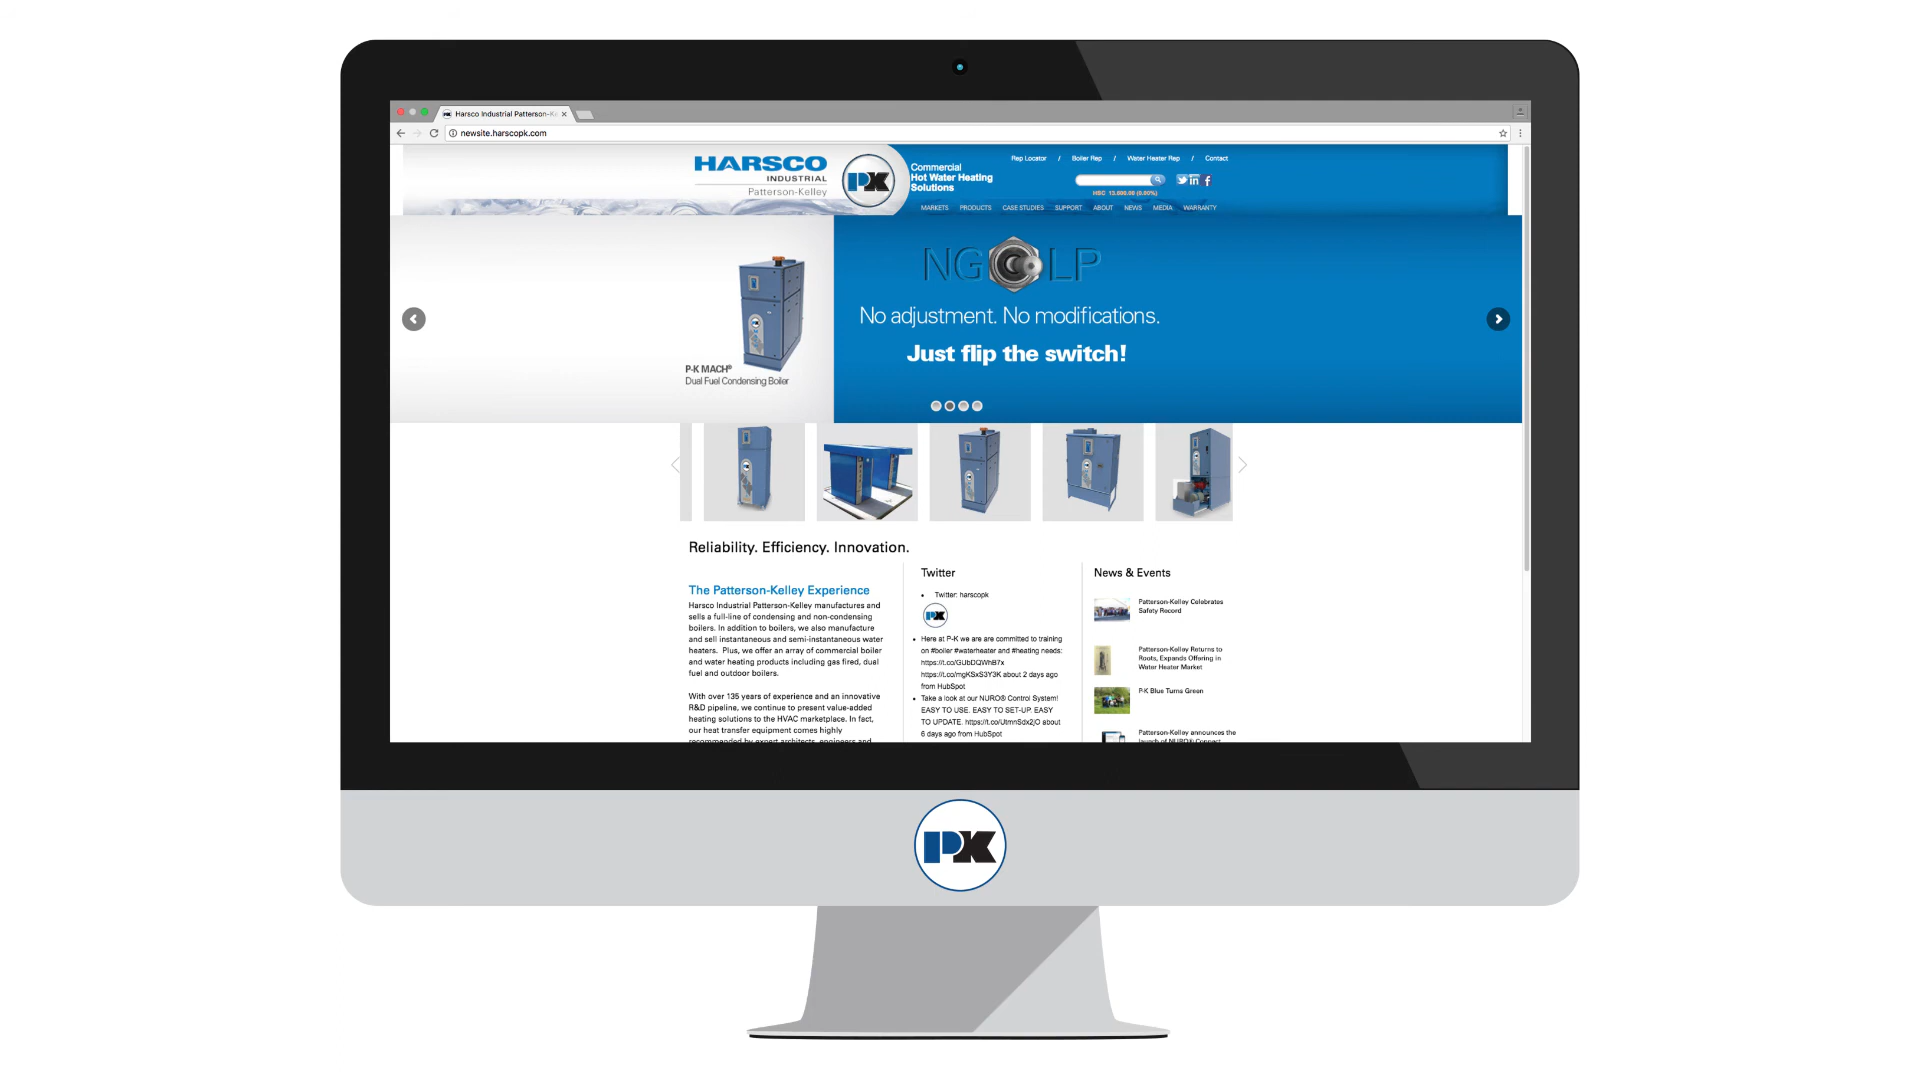 Harsco Industrial Patterson-Ke
newsite.harscopk.com
HARSCO
INDUSTRIAL
Patterson-Kelley
PK
Commercial
Hot Water Heating
Solutions
Rep Locator / Boiler Rep / Water Heater Rep / Contact
HSC 13.600.00 (0.00%)
MARKETS PRODUCTS CASE STUDIES SUPPORT ABOUT NEWS MEDIA WARRANTY
NG LP
No adjustment. No modifications.
Just flip the switch!
P-K MACH®
Dual Fuel Condensing Boiler
Reliability. Efficiency. Innovation.
The Patterson-Kelley Experience
Harsco Industrial Patterson-Kelley manufactures and
sells a full-line of condensing and non-condensing
boilers. In addition to boilers, we also manufacture
and sell instantaneous and semi-instantaneous water
heaters. Plus, we offer an array of commercial boiler
and water heating products including gas fired, dual
fuel and outdoor boilers.
With over 135 years of experience and an innovative
R&D pipeline, we continue to present value-added
heating solutions to the HVAC marketplace. In fact,
our heat transfer equipment comes highly
recommended by expert architects, engineers and
Twitter
Twitter: harscopk
PK
Here at P-K we are are committed to training
on #boiler #waterheater and #heating needs:
https://t.co/GUbDQWhB7x
https://t.co/mgKSxS3Y3K about 2 days ago
from HubSpot
Take a look at our NURO® Control System!
EASY TO USE. EASY TO SET-UP. EASY
TO UPDATE. https://t.co/UtmnSdx2jO about
6 days ago from HubSpot
News & Events
Patterson-Kelley Celebrates
Safety Record
Patterson-Kelley Returns to
Roots, Expands Offering in
Water Heater Market
P-K Blue Turns Green
Patterson-Kelley announces the
launch of NURO® Connect
PK